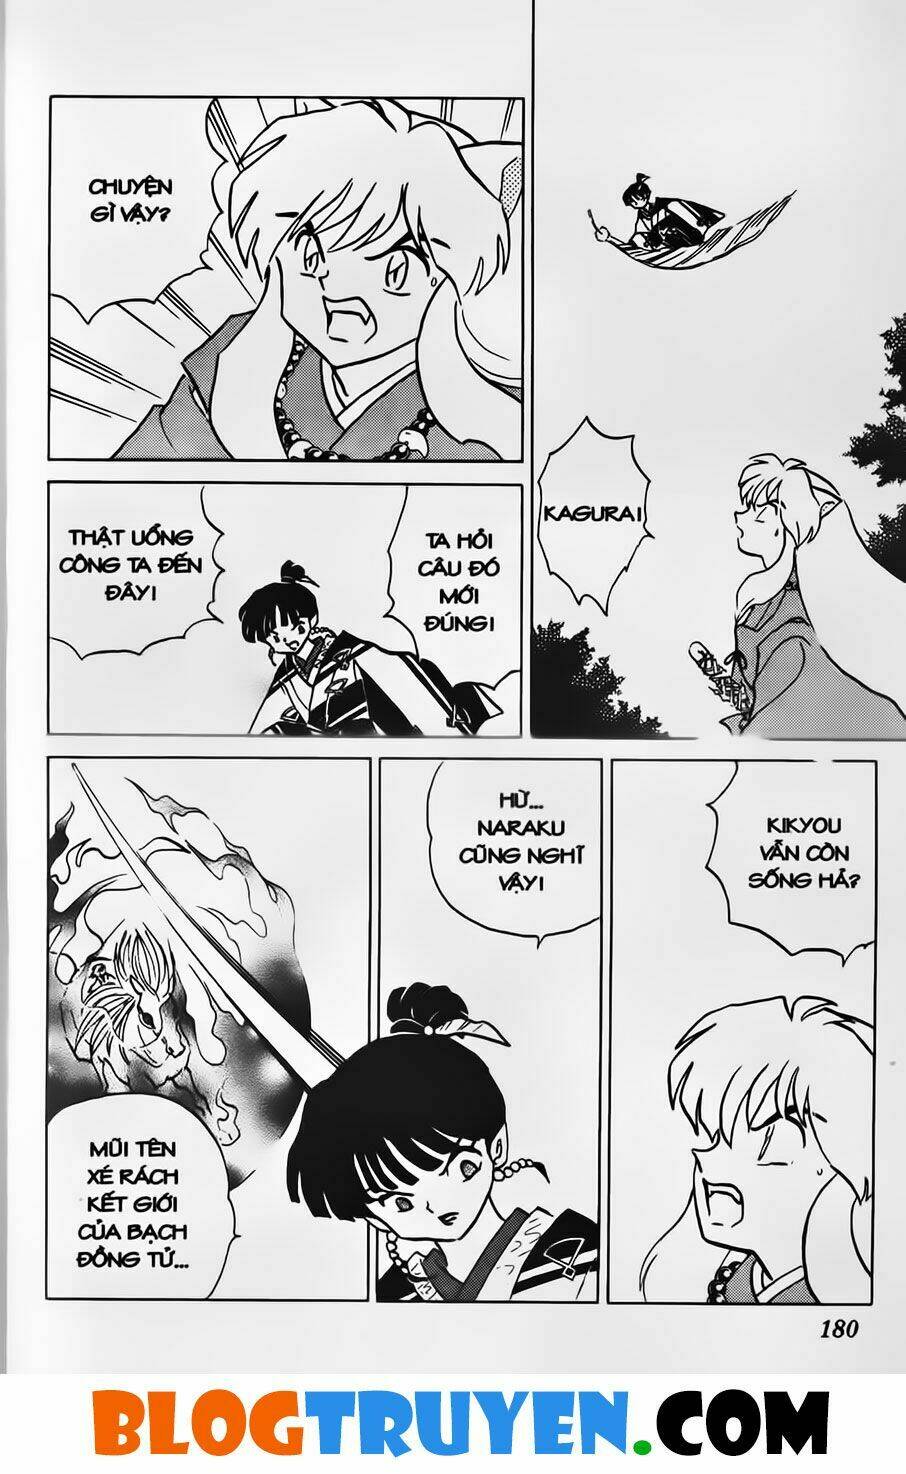 KAGURA!
CHUYỆN
GÌ VẬY?
TA HỎI
CÂU ĐÓ
MỚI
ĐÚNG!
THẬT UỔNG
CÔNG TA ĐẾN
ĐÂY!
KIKYOU
VẪN CÒN
SỐNG HẢ?
HỪ...
NARAKU
CŨNG NGHĨ
VẬY!
MŨI TÊN
XÉ RÁCH
KẾT GIỚI
CỦA BẠCH
ĐỒNG TỬ...
180
BLOGTRUYEN.COM